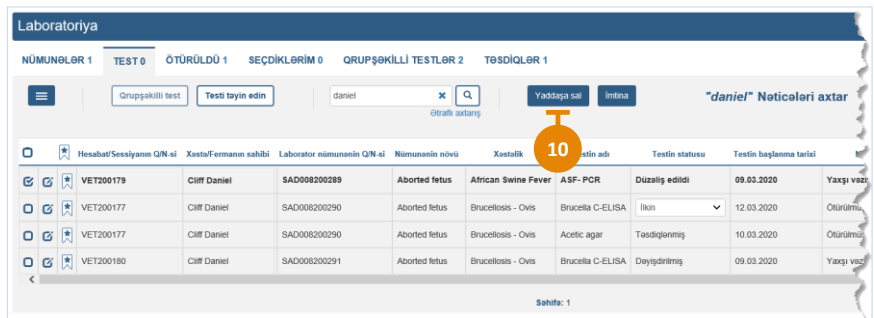 Laboratoriya
NÜMUNƏLƏR 1 TEST 0 ÖTÜRÜLDÜ 1 SEÇDİKLƏRİM 0 QRUPŞƏKİLLİ TESTLƏR 2 TƏSDİQLƏR 1
Qrupşəkilli test Testi təyin edin daniel Yaddaşa sal İmtina "daniel" Nəticələri axtar
Ətraflı axtarış
10
Hesabat/Sessiyanın Q/N-si Xəstə/Fermanın sahibi Laborator nümunənin Q/N-si Nümunənin növü Xəstəlik Testin adı Testin statusu Testin başlanma tarixi
VET200179 Cliff Daniel SAD008200289 Aborted fetus African Swine Fever ASF- PCR Düzəliş edildi 09.03.2020 Yaxşı vəz
VET200177 Cliff Daniel SAD008200290 Aborted fetus Brucellosis - Ovis Brucella C-ELISA İlkin 12.03.2020 Ötürülmü
VET200177 Cliff Daniel SAD008200290 Aborted fetus Brucellosis - Ovis Acetic agar Təsdiqlənmiş 10.03.2020 Ötürülmü
VET200180 Cliff Daniel SAD008200291 Aborted fetus Brucellosis - Ovis Brucella C-ELISA Dəyişdirilmiş 09.03.2020 Yaxşı vəz
Səhifə: 1